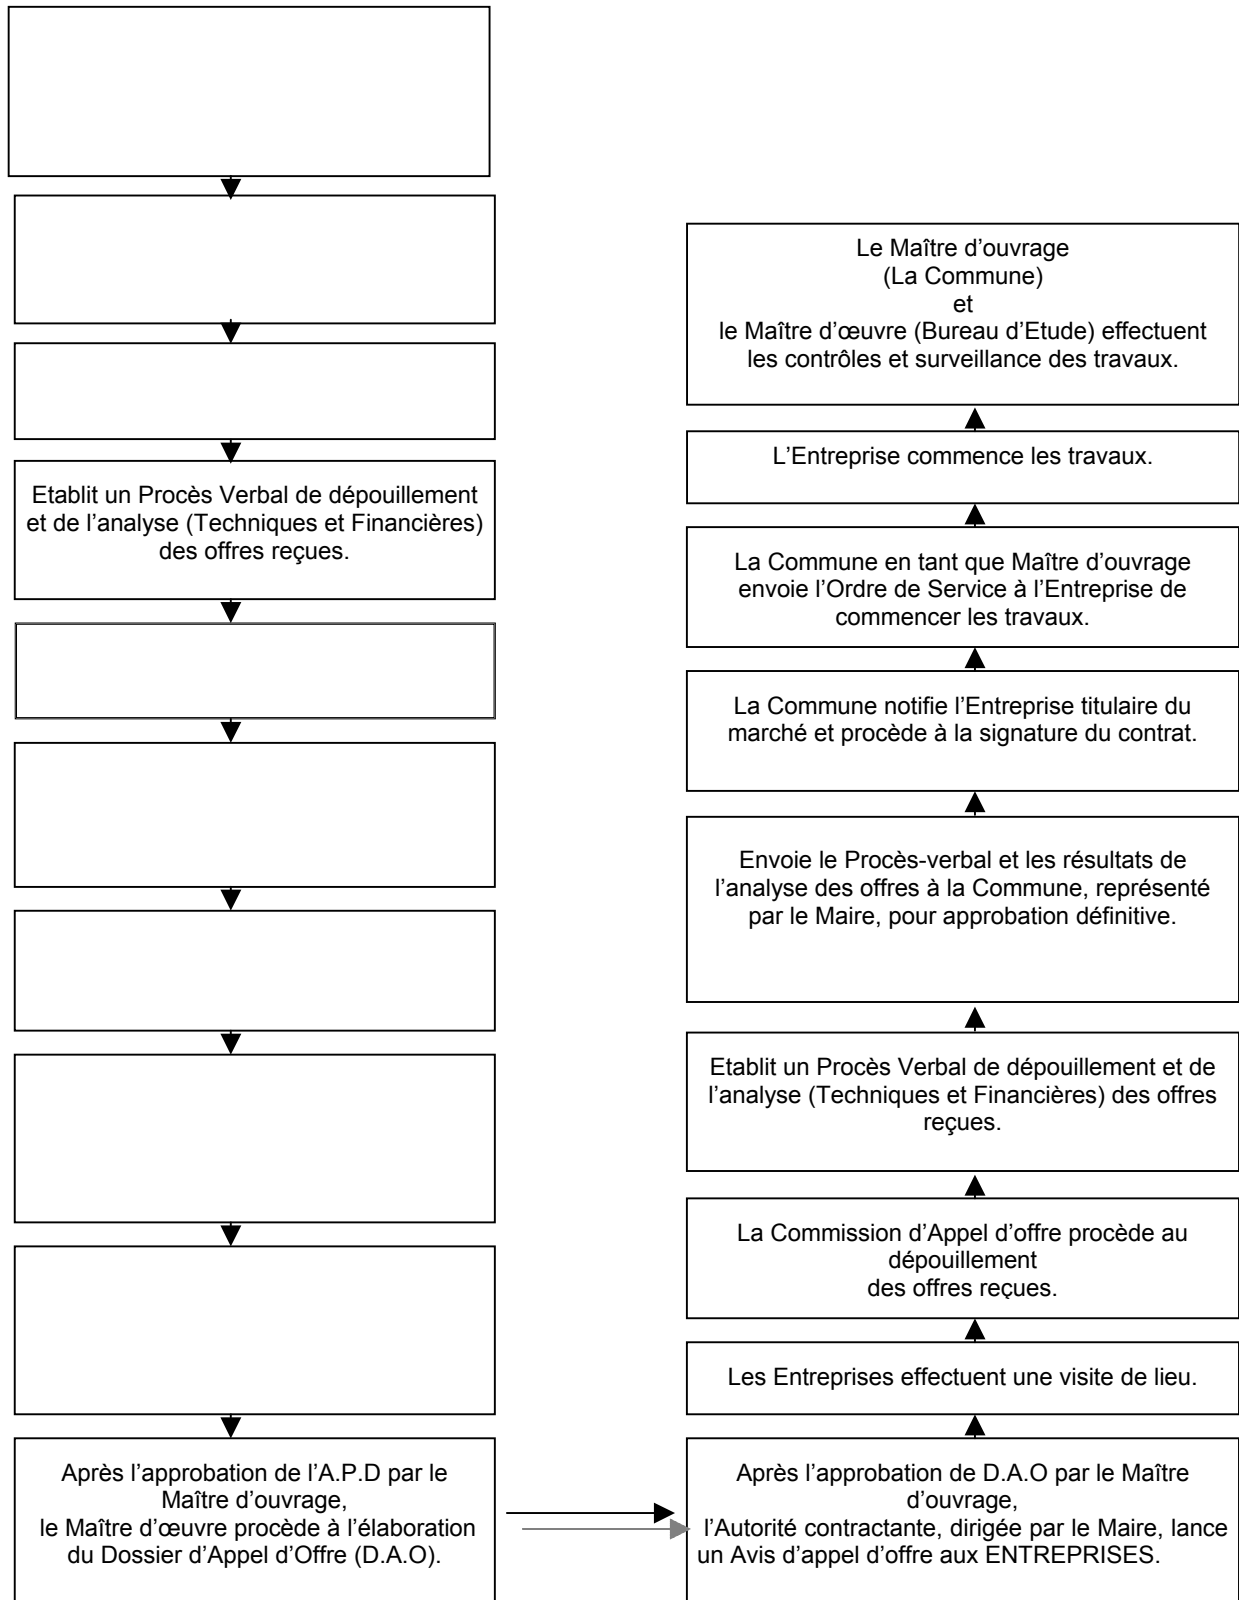 Etablit un Procès Verbal de dépouillement
et de l’analyse (Techniques et Financières)
des offres reçues.
Après l’approbation de l’A.P.D par le
Maître d’ouvrage,
le Maître d’œuvre procède à l’élaboration
du Dossier d’Appel d’Offre (D.A.O).
Le Maître d’ouvrage
(La Commune)
et
le Maître d’œuvre (Bureau d’Etude) effectuent
les contrôles et surveillance des travaux.
L’Entreprise commence les travaux.
La Commune en tant que Maître d’ouvrage
envoie l’Ordre de Service à l’Entreprise de
commencer les travaux.
La Commune notifie l’Entreprise titulaire du
marché et procède à la signature du contrat.
Envoie le Procès-verbal et les résultats de
l’analyse des offres à la Commune, représenté
par le Maire, pour approbation définitive.
Etablit un Procès Verbal de dépouillement et de
l’analyse (Techniques et Financières) des offres
reçues.
La Commission d’Appel d’offre procède au
dépouillement
des offres reçues.
Les Entreprises effectuent une visite de lieu.
Après l’approbation de D.A.O par le Maître
d’ouvrage,
l’Autorité contractante, dirigée par le Maire, lance
un Avis d’appel d’offre aux ENTREPRISES.